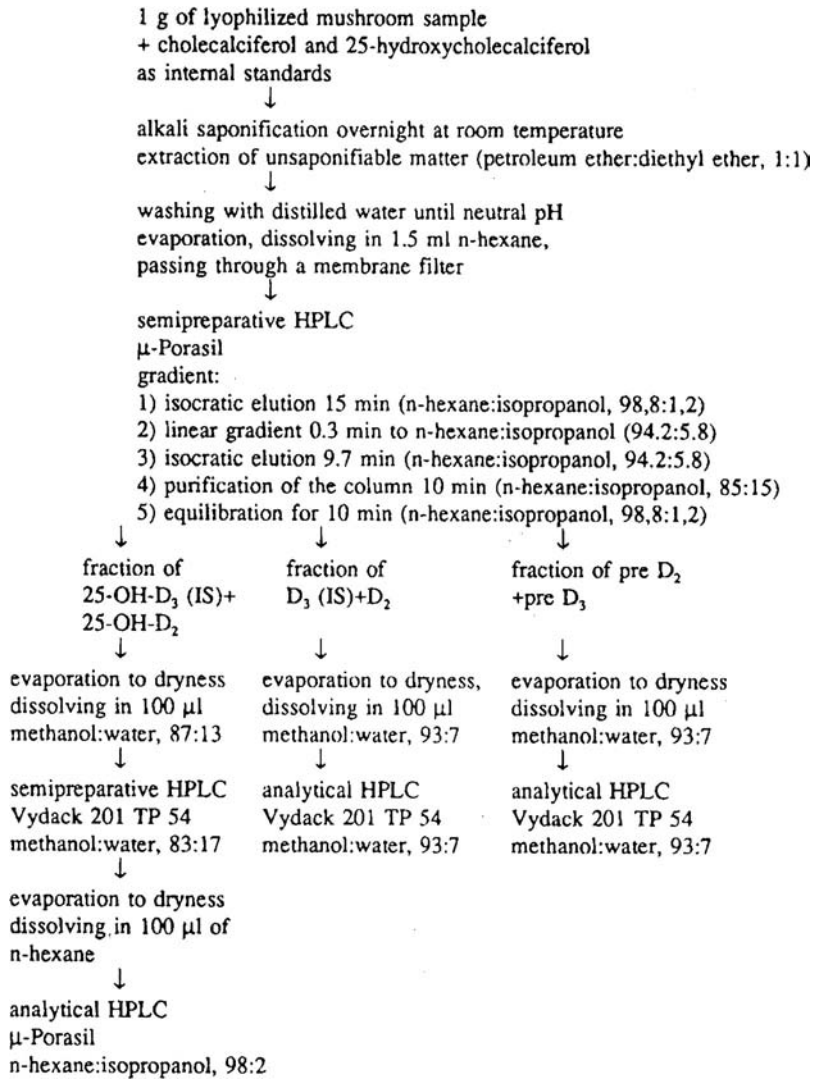 1 g of lyophilized mushroom sample
+ cholecalciferol and 25-hydroxycholecalciferol
as internal standards
↓
alkali saponification overnight at room temperature
extraction of unsaponifiable matter (petroleum ether:diethyl ether, 1:1)
↓
washing with distilled water until neutral pH
evaporation, dissolving in 1.5 ml n-hexane,
passing through a membrane filter
↓
semipreparative HPLC
μ-Porasil
gradient:
1) isocratic elution 15 min (n-hexane:isopropanol, 98,8:1,2)
2) linear gradient 0.3 min to n-hexane:isopropanol (94.2:5.8)
3) isocratic elution 9.7 min (n-hexane:isopropanol, 94.2:5.8)
4) purification of the column 10 min (n-hexane:isopropanol, 85:15)
5) equilibration for 10 min (n-hexane:isopropanol, 98,8:1,2)
↓
fraction of
25-OH-D₃ (IS)+
25-OH-D₂
↓
evaporation to dryness
dissolving in 100 μl
methanol:water, 87:13
↓
semipreparative HPLC
Vydack 201 TP 54
methanol:water, 83:17
↓
evaporation to dryness
dissolving in 100 μl of
n-hexane
↓
analytical HPLC
μ-Porasil
n-hexane:isopropanol, 98:2
↓
fraction of
D₃ (IS)+D₂
↓
evaporation to dryness,
dissolving in 100 μl
methanol:water, 93:7
↓
analytical HPLC
Vydack 201 TP 54
methanol:water, 93:7
↓
fraction of pre D₂
+pre D₃
↓
evaporation to dryness
dissolving in 100 μl
methanol:water, 93:7
↓
analytical HPLC
Vydack 201 TP 54
methanol:water, 93:7